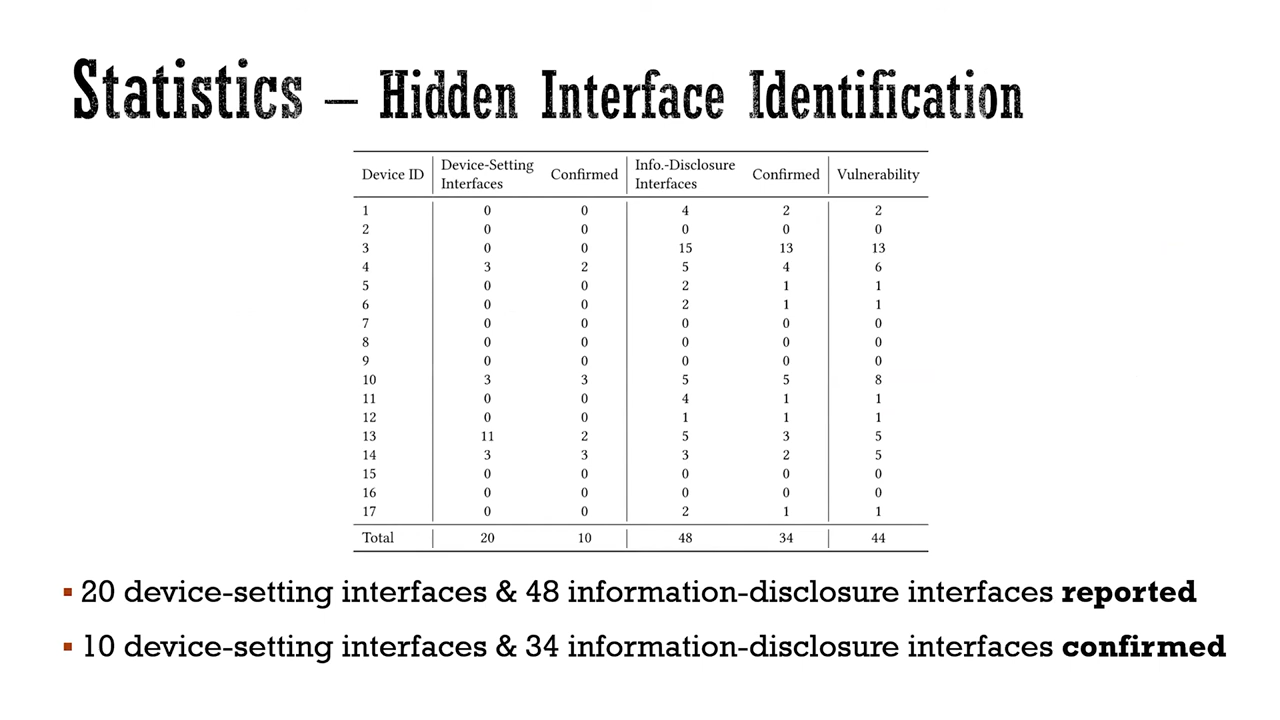 Statistics – Hidden Interface Identification
Device ID Device-Setting Interfaces Confirmed Info.-Disclosure Interfaces Confirmed Vulnerability
1 0 0 4 2 2
2 0 0 0 0 0
3 0 0 15 13 13
4 3 2 5 4 6
5 0 0 2 1 1
6 0 0 2 1 1
7 0 0 0 0 0
8 0 0 0 0 0
9 0 0 0 0 0
10 3 3 5 5 8
11 0 0 4 1 1
12 0 0 1 1 1
13 11 2 5 3 5
14 3 3 3 2 5
15 0 0 0 0 0
16 0 0 0 0 0
17 0 0 2 1 1
Total 20 10 48 34 44
▪ 20 device-setting interfaces & 48 information-disclosure interfaces reported
▪ 10 device-setting interfaces & 34 information-disclosure interfaces confirmed